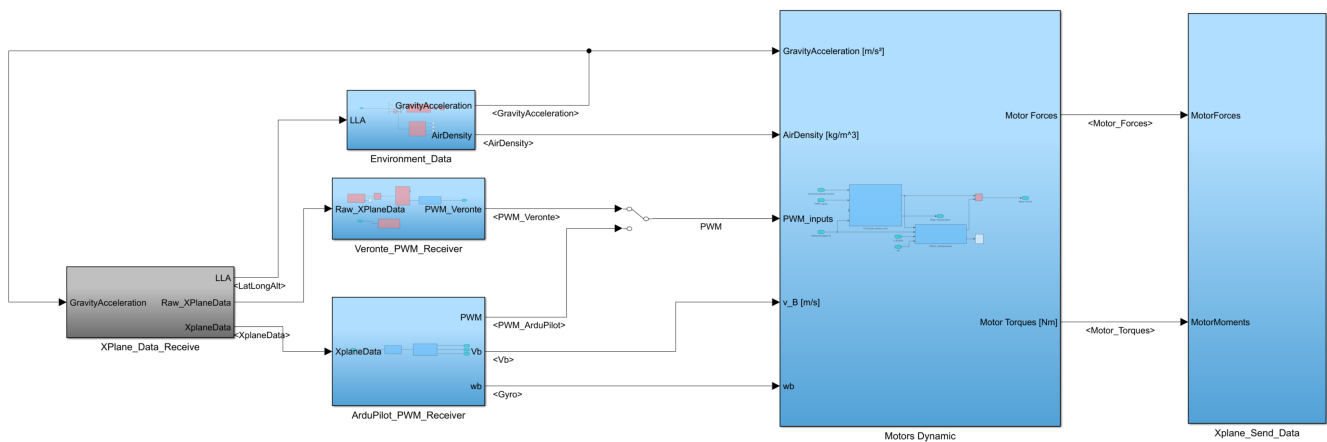 GravityAcceleration [m/s²]
GravityAcceleration
<GravityAcceleration>
LLA
AirDensity
<AirDensity>
Environment_Data
AirDensity [kg/m^3]
Motor Forces
<Motor_Forces>
MotorForces
Raw_XPlaneData
PWM_Veronte
<PWM_Veronte>
Veronte_PWM_Receiver
PWM
PWM_inputs
LLA
<LatLongAlt>
GravityAcceleration
Raw_XPlaneData
XplaneData
<XplaneData>
XPlane_Data_Receive
PWM
<PWM_ArduPilot>
XplaneData
Vb
<Vb>
wb
<Gyro>
ArduPilot_PWM_Receiver
v_B [m/s]
Motor Torques [Nm]
<Motor_Torques>
MotorMoments
wb
Motors Dynamic
Xplane_Send_Data